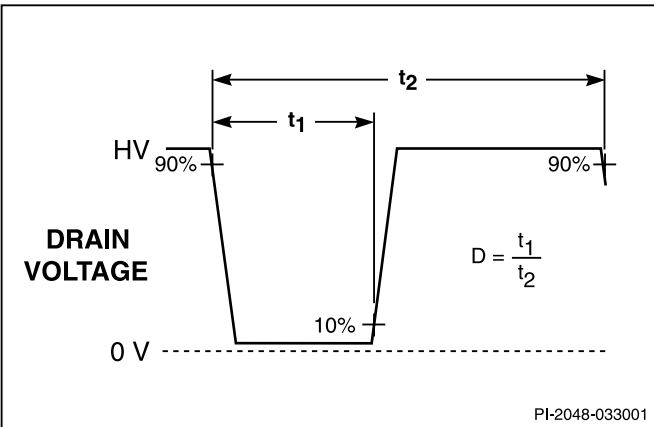 t₂
t₁
HV
90%
90%
DRAIN
VOLTAGE
D = t₁/t₂
10%
0 V
PI-2048-033001